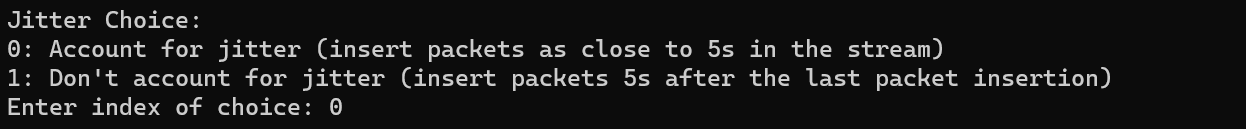 Jitter Choice:
0: Account for jitter (insert packets as close to 5s in the stream)
1: Don't account for jitter (insert packets 5s after the last packet insertion)
Enter index of choice: 0